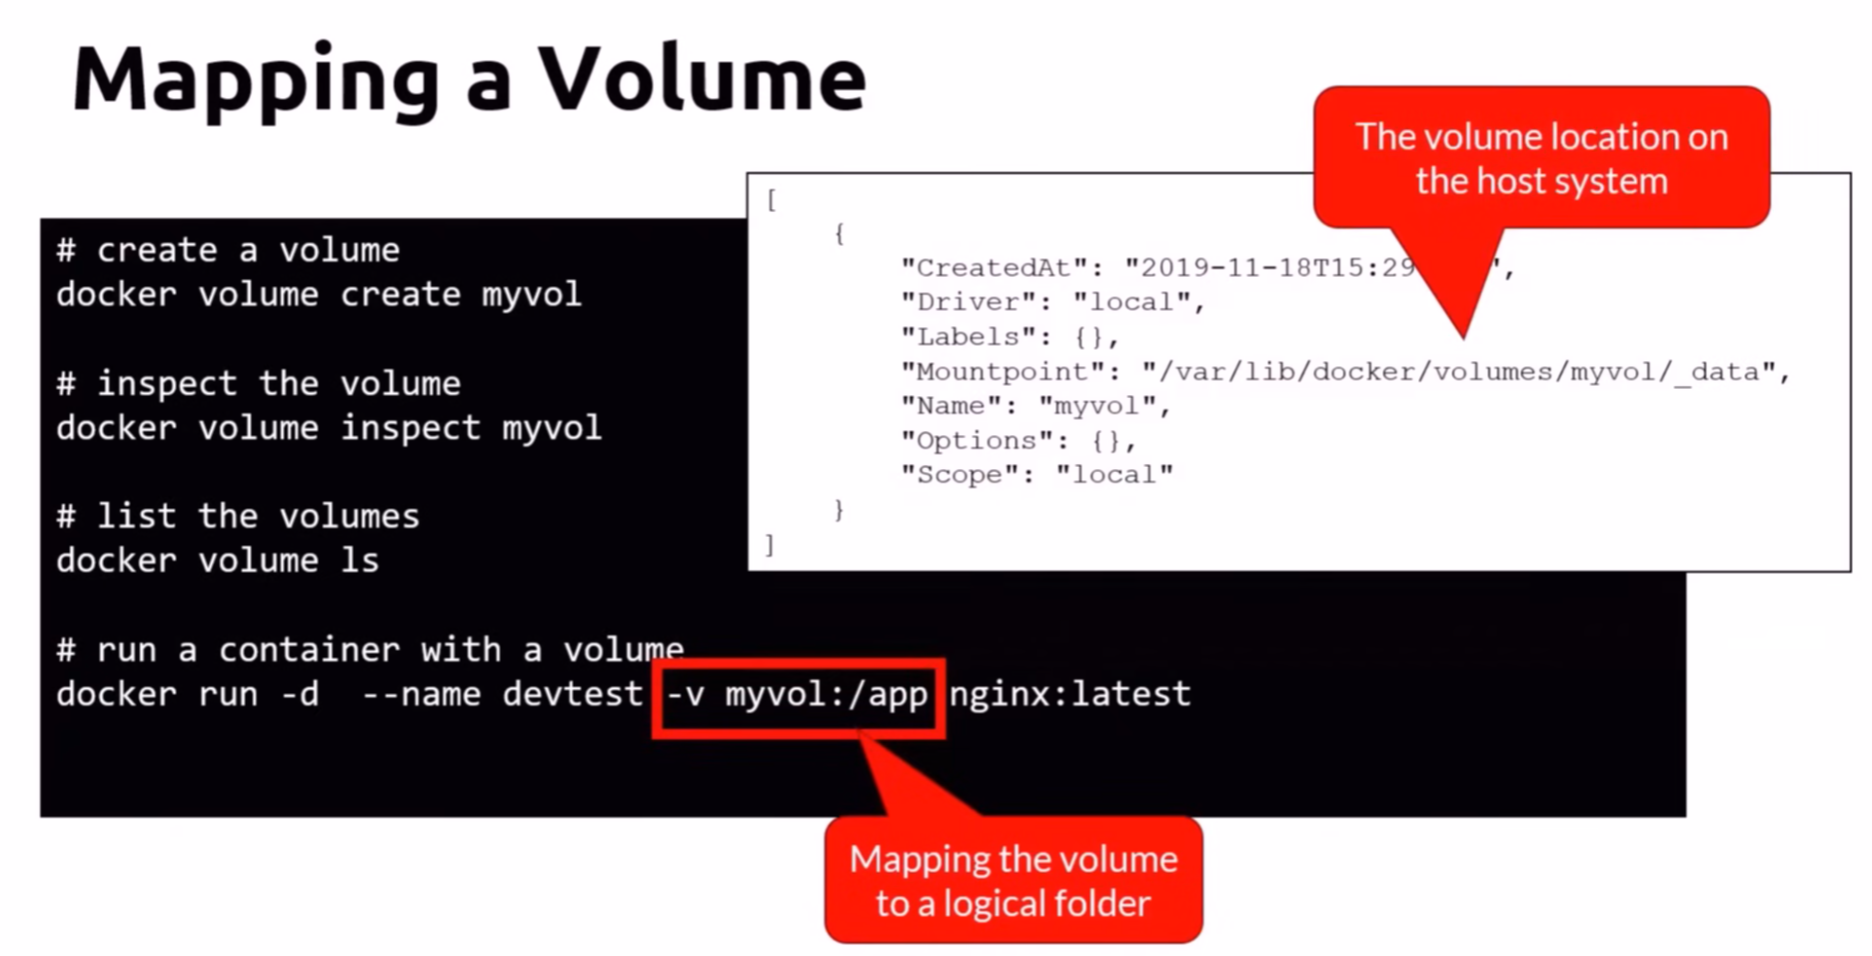 Mapping a Volume
# create a volume
docker volume create myvol
# inspect the volume
docker volume inspect myvol
# list the volumes
docker volume ls
# run a container with a volume
docker run -d  --name devtest -v myvol:/app nginx:latest
[
{
"CreatedAt": "2019-11-18T15:29 ",
"Driver": "local",
"Labels": {},
"Mountpoint": "/var/lib/docker/volumes/myvol/_data",
"Name": "myvol",
"Options": {},
"Scope": "local"
}
]
The volume location on
the host system
Mapping the volume
to a logical folder